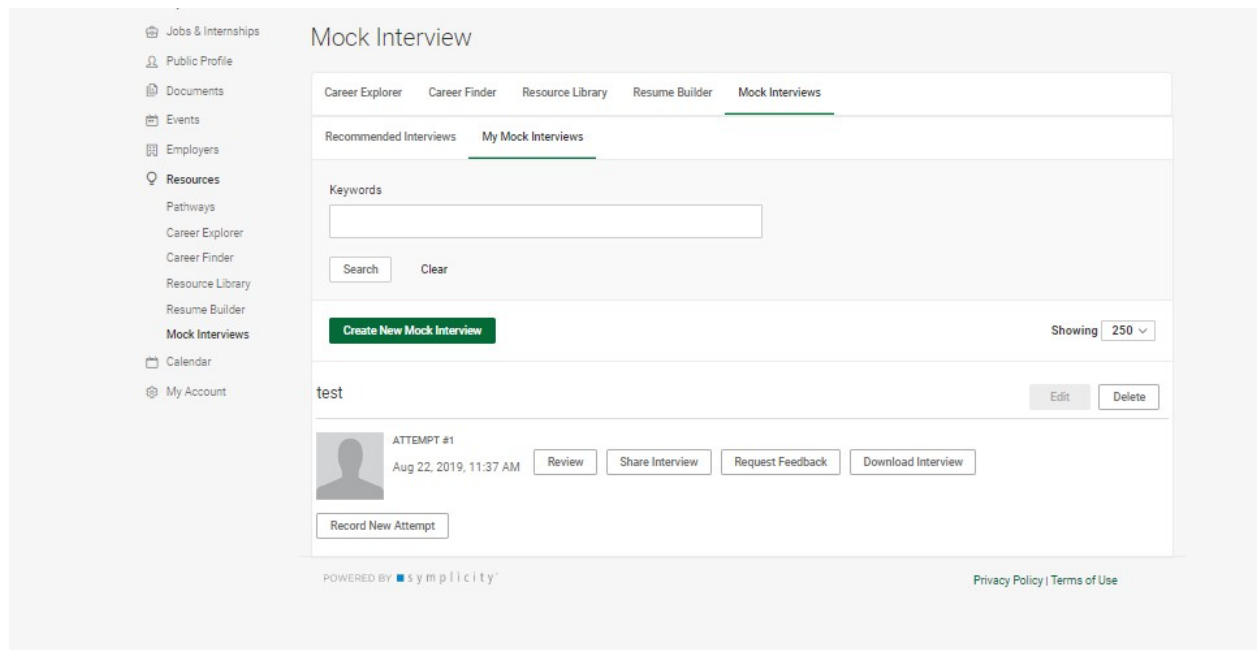 Jobs & Internships
Public Profile
Documents
Events
Employers
Resources
Pathways
Career Explorer
Career Finder
Resource Library
Resume Builder
Mock Interviews
Calendar
My Account
Mock Interview
Career Explorer Career Finder Resource Library Resume Builder Mock Interviews
Recommended Interviews My Mock Interviews
Keywords
Search Clear
Create New Mock Interview Showing 250
test Edit Delete
ATTEMPT #1
Aug 22, 2019, 11:37 AM Review Share Interview Request Feedback Download Interview
Record New Attempt
POWERED BY symplicity Privacy Policy | Terms of Use